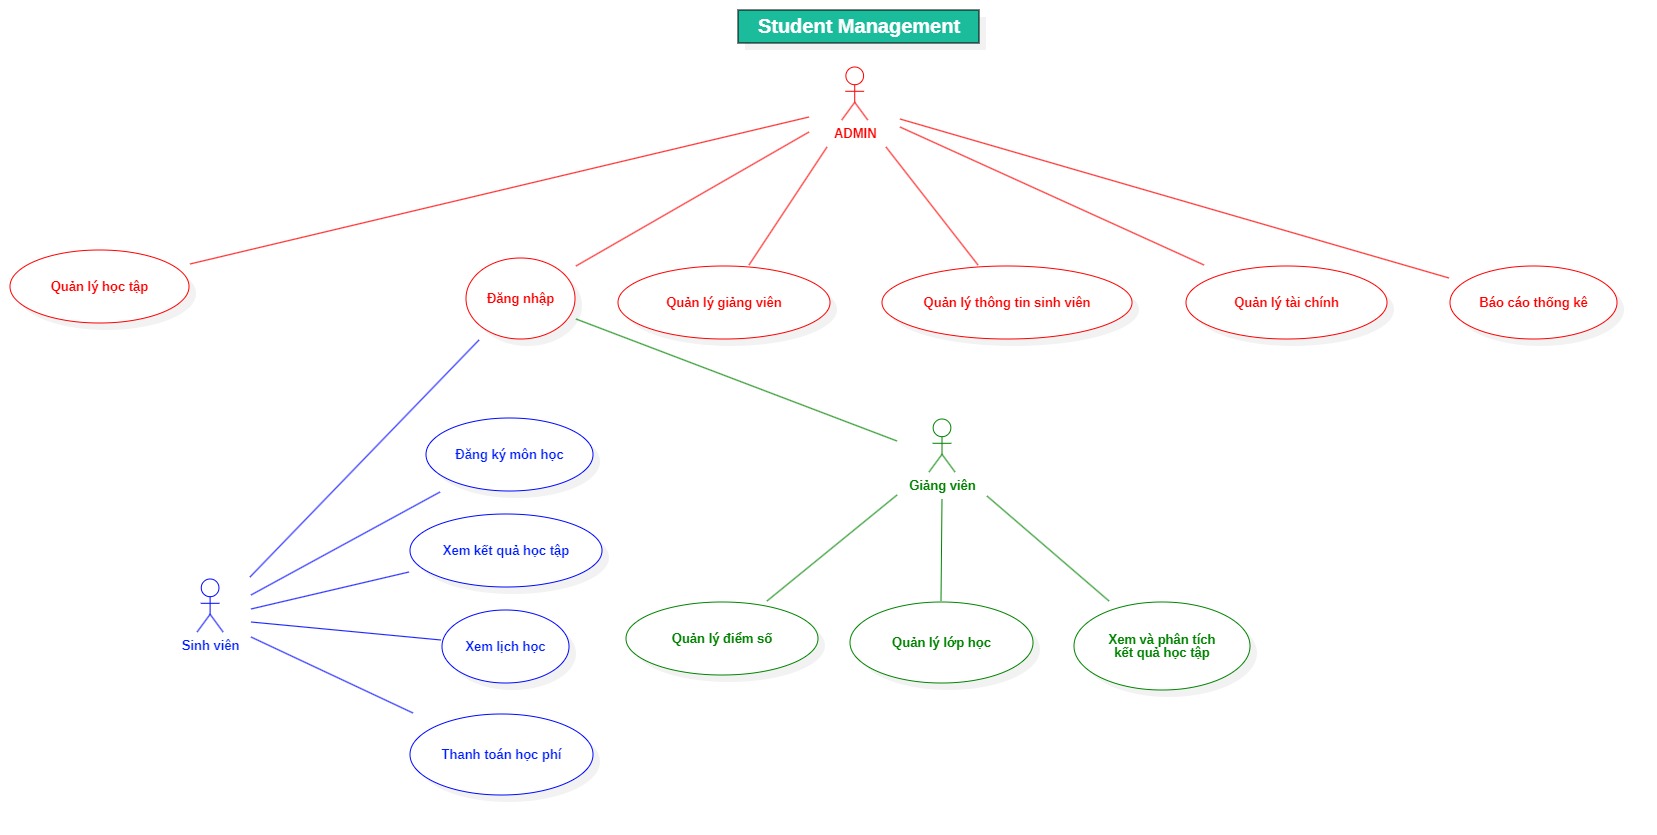 Student Management
ADMIN
Quản lý học tập
Đăng nhập
Quản lý giảng viên
Quản lý thông tin sinh viên
Quản lý tài chính
Báo cáo thống kê
Đăng ký môn học
Giảng viên
Xem kết quả học tập
Sinh viên
Xem lịch học
Quản lý điểm số
Quản lý lớp học
Xem và phân tích
kết quả học tập
Thanh toán học phí